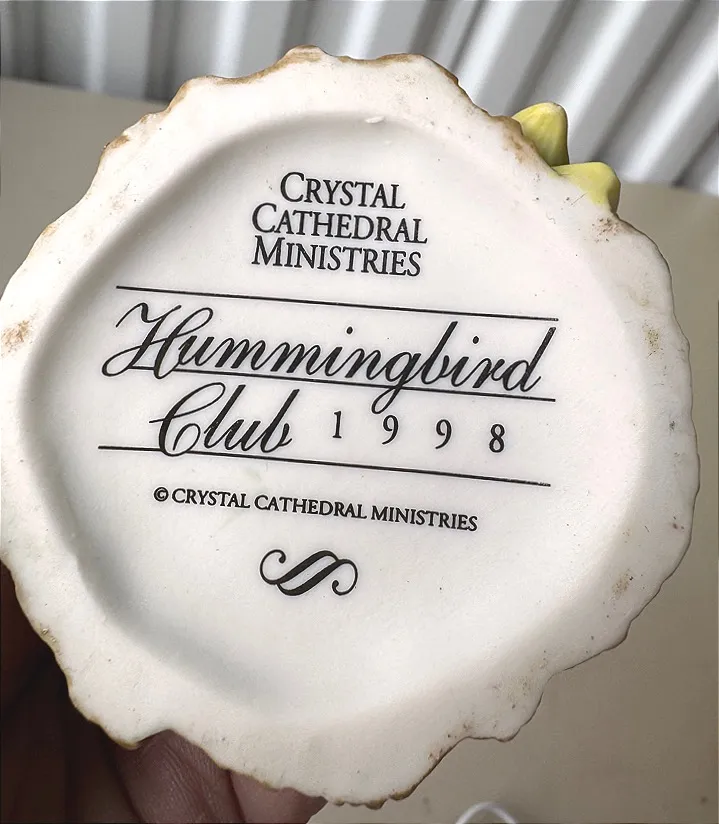 CRYSTAL
CATHEDRAL
MINISTRIES
Hummingbird
Club 1998
© CRYSTAL CATHEDRAL MINISTRIES